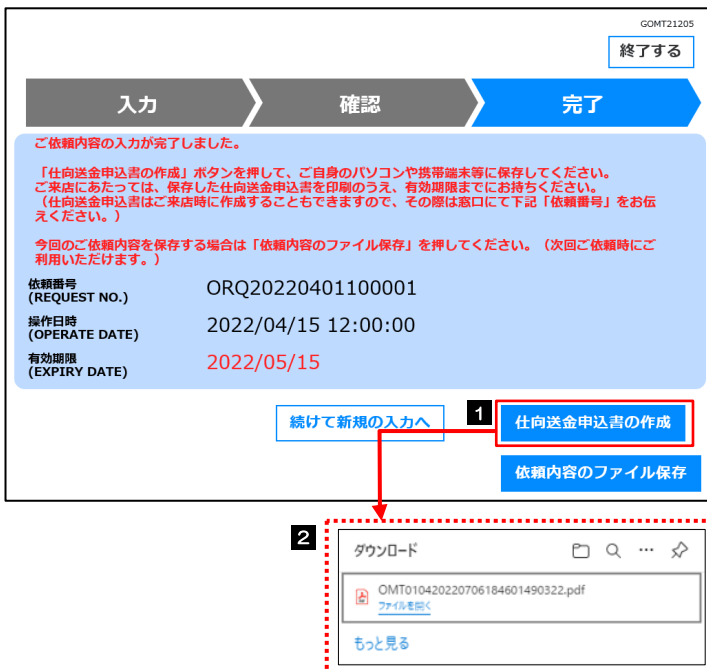 GOMT21205
終了する
入力
確認
完了
ご依頼内容の入力が完了しました。
「仕向送金申込書の作成」ボタンを押して、ご自身のパソコンや携帯端末等に保存してください。
ご来店にあたっては、保存した仕向送金申込書を印刷のうえ、有効期限までにお持ちください。
（仕向送金申込書はご来店時に作成することもできますので、その際は窓口にて下記「依頼番号」をお伝
えください。）
今回のご依頼内容を保存する場合は「依頼内容のファイル保存」を押してください。（次回ご依頼時にご
利用いただけます。）
依頼番号
(REQUEST NO.)
ORQ20220401100001
操作日時
(OPERATE DATE)
2022/04/15 12:00:00
有効期限
(EXPIRY DATE)
2022/05/15
続けて新規の入力へ
1
仕向送金申込書の作成
依頼内容のファイル保存
2
ダウンロード
OMT010420220706184601490322.pdf
ファイルを開く
もっと見る